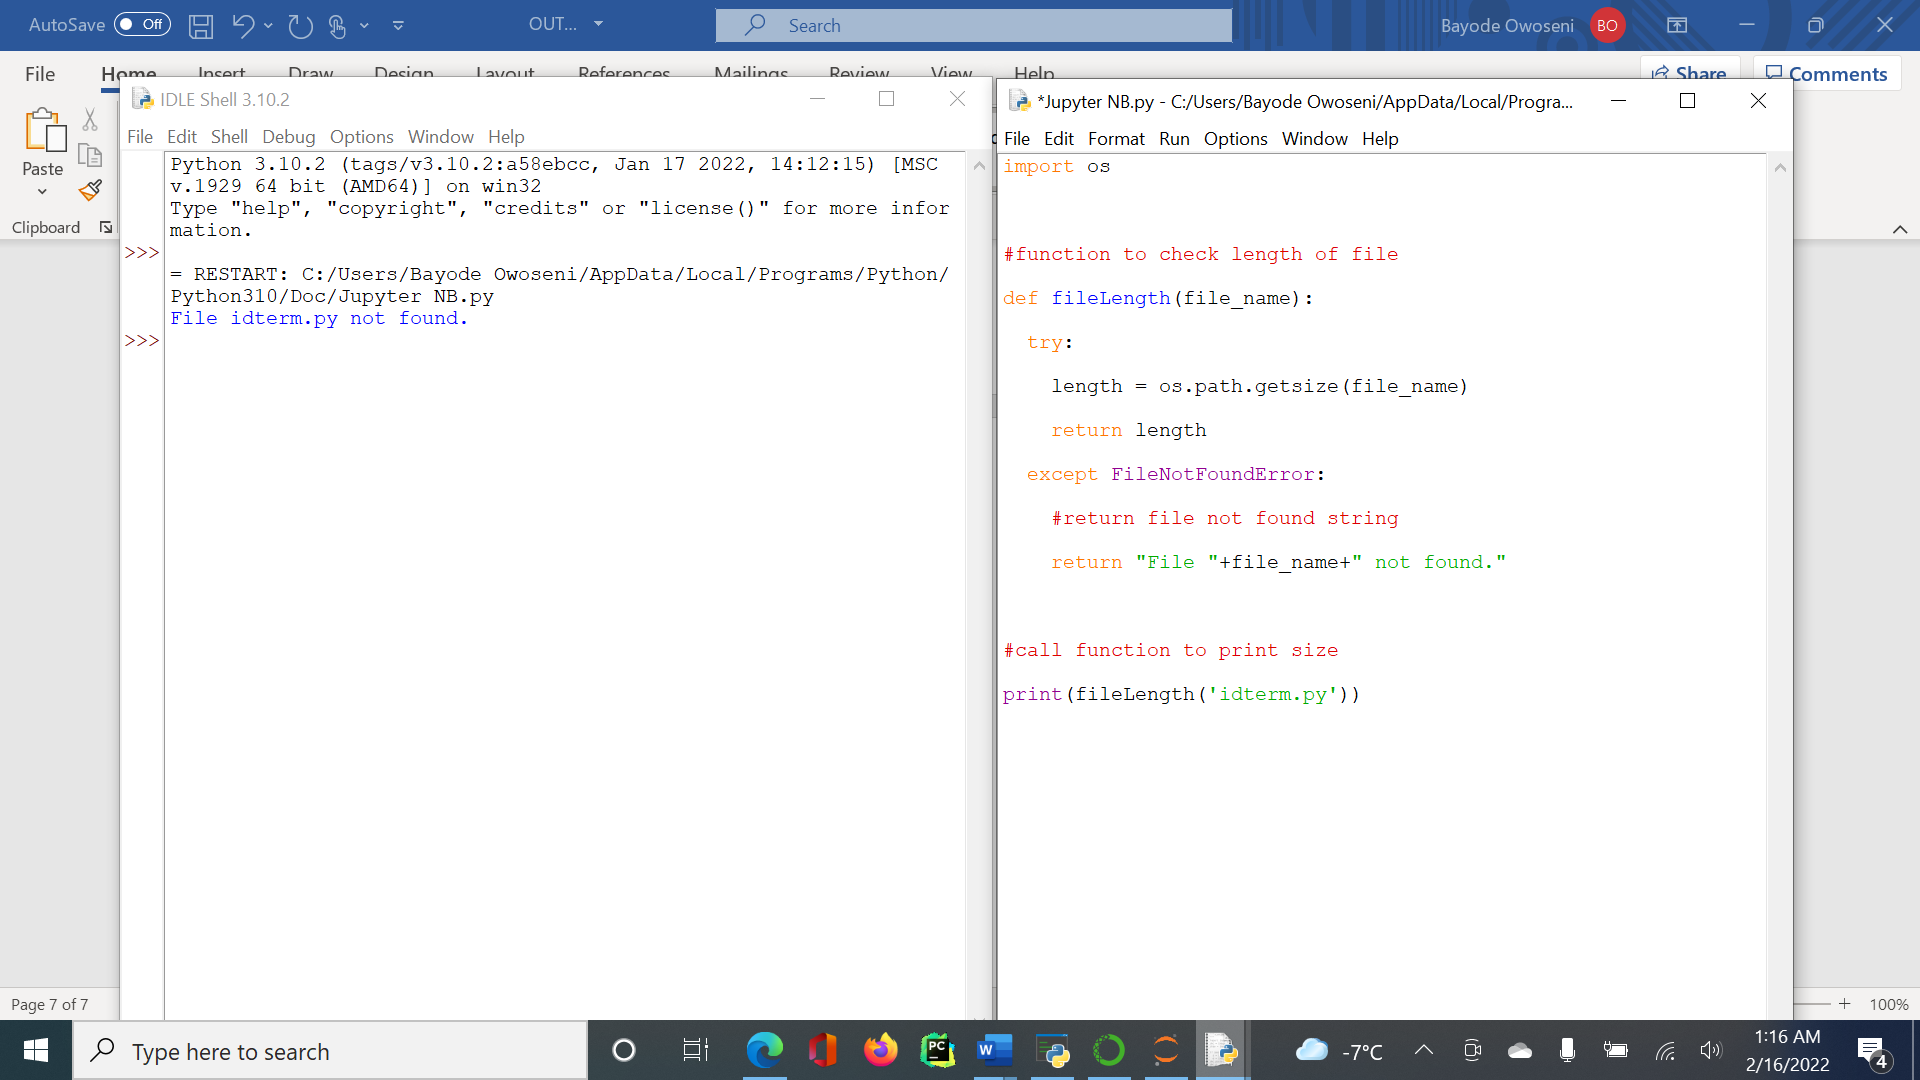 AutoSave Off OUT... Search Bayode Owoseni BO
File Home Insert Draw Design Layout References Mailings Review View Help Share Comments
Paste
Clipboard
IDLE Shell 3.10.2
File Edit Shell Debug Options Window Help
Python 3.10.2 (tags/v3.10.2:a58ebcc, Jan 17 2022, 14:12:15) [MSC
v.1929 64 bit (AMD64)] on win32
Type "help", "copyright", "credits" or "license()" for more infor
mation.
>>>
= RESTART: C:/Users/Bayode Owoseni/AppData/Local/Programs/Python/
Python310/Doc/Jupyter NB.py
File idterm.py not found.
>>>
*Jupyter NB.py - C:/Users/Bayode Owoseni/AppData/Local/Progra...
File Edit Format Run Options Window Help
import os
#function to check length of file
def fileLength(file_name):
try:
length = os.path.getsize(file_name)
return length
except FileNotFoundError:
#return file not found string
return "File "+file_name+" not found."
#call function to print size
print(fileLength('idterm.py'))
Page 7 of 7
100%
Type here to search
PC
W
-7°C
1:16 AM
2/16/2022
4